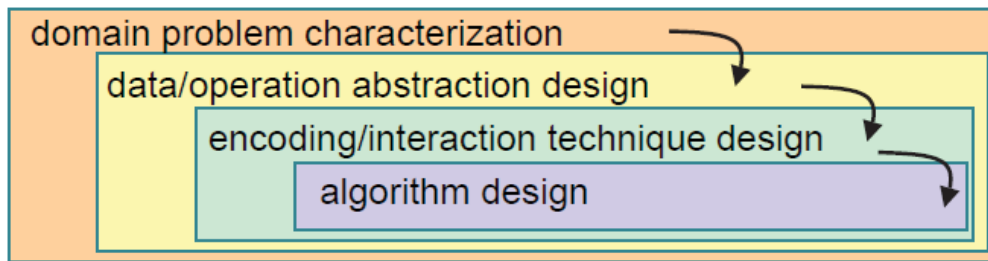 domain problem characterization
data/operation abstraction design
encoding/interaction technique design
algorithm design